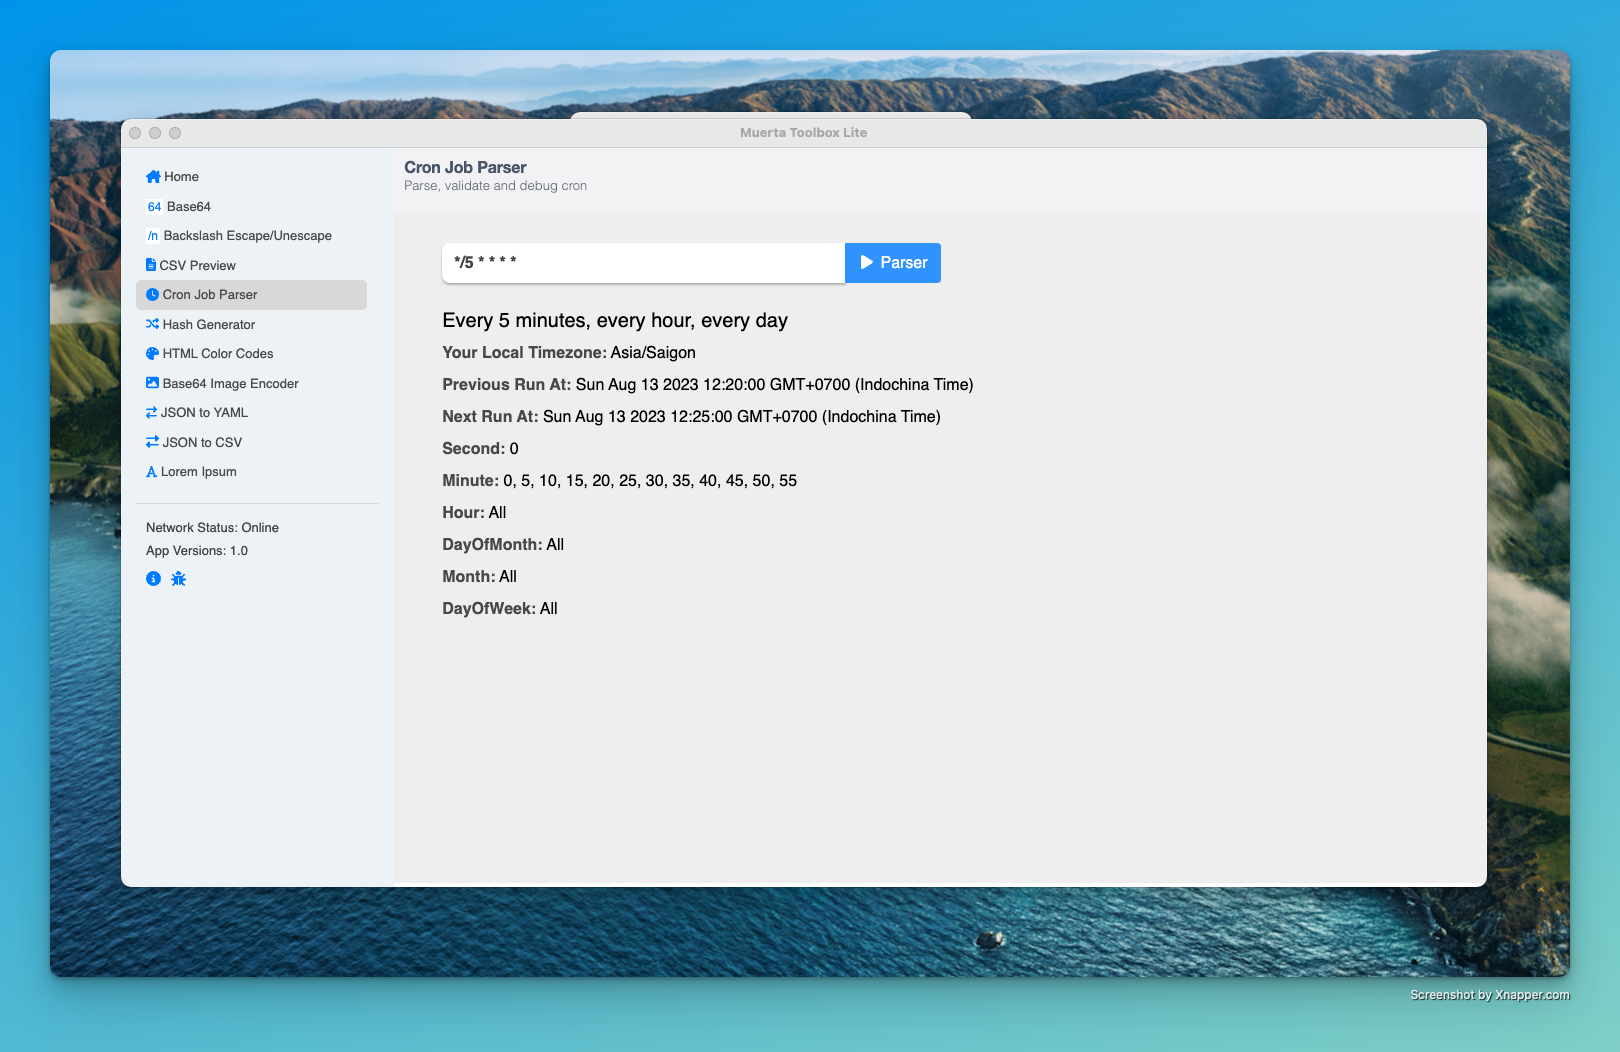 Muerta Toolbox Lite
Home
64 Base64
/n Backslash Escape/Unescape
CSV Preview
Cron Job Parser
Hash Generator
HTML Color Codes
Base64 Image Encoder
JSON to YAML
JSON to CSV
Lorem Ipsum
Network Status: Online
App Versions: 1.0
Cron Job Parser
Parse, validate and debug cron
*/5 * * * *
Parser
Every 5 minutes, every hour, every day
Your Local Timezone: Asia/Saigon
Previous Run At: Sun Aug 13 2023 12:20:00 GMT+0700 (Indochina Time)
Next Run At: Sun Aug 13 2023 12:25:00 GMT+0700 (Indochina Time)
Second: 0
Minute: 0, 5, 10, 15, 20, 25, 30, 35, 40, 45, 50, 55
Hour: All
DayOfMonth: All
Month: All
DayOfWeek: All
Screenshot by Xnapper.com